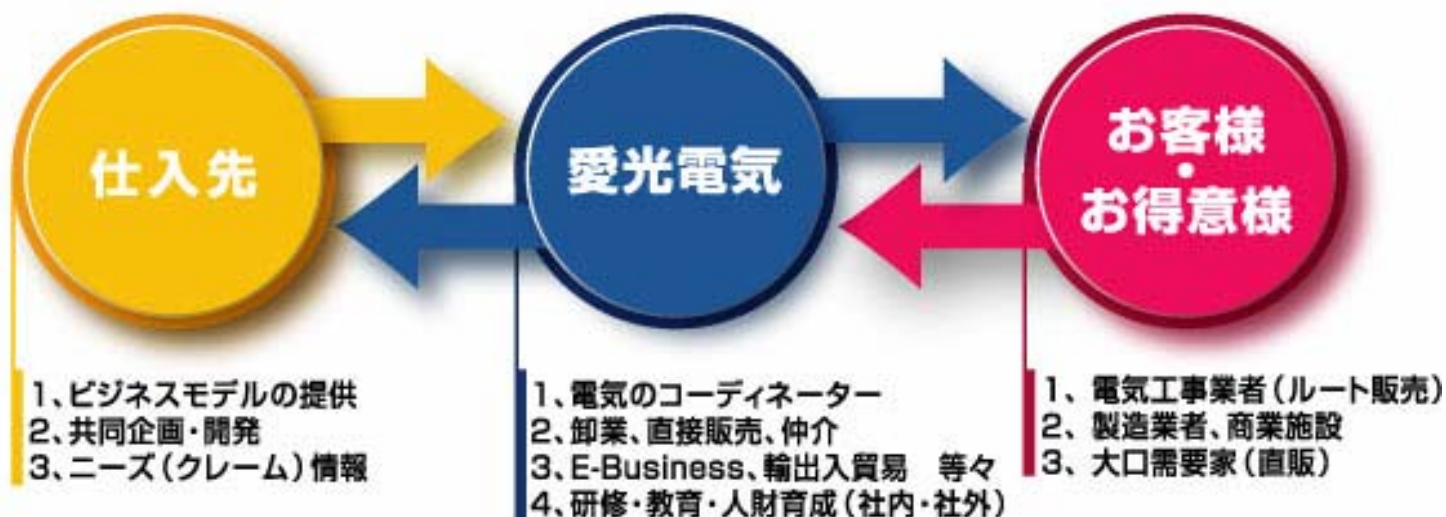 仕入先
愛光電気
お客様
・
お得意様
1、ビジネスモデルの提供
2、共同企画・開発
3、ニーズ(クレーム)情報
1、電気のコーディネーター
2、卸業、直接販売、仲介
3、E-Business、輸出入貿易　等々
4、研修・教育・人財育成(社内・社外)
1、電気工事業者(ルート販売)
2、製造業者、商業施設
3、大口需要家(直販)